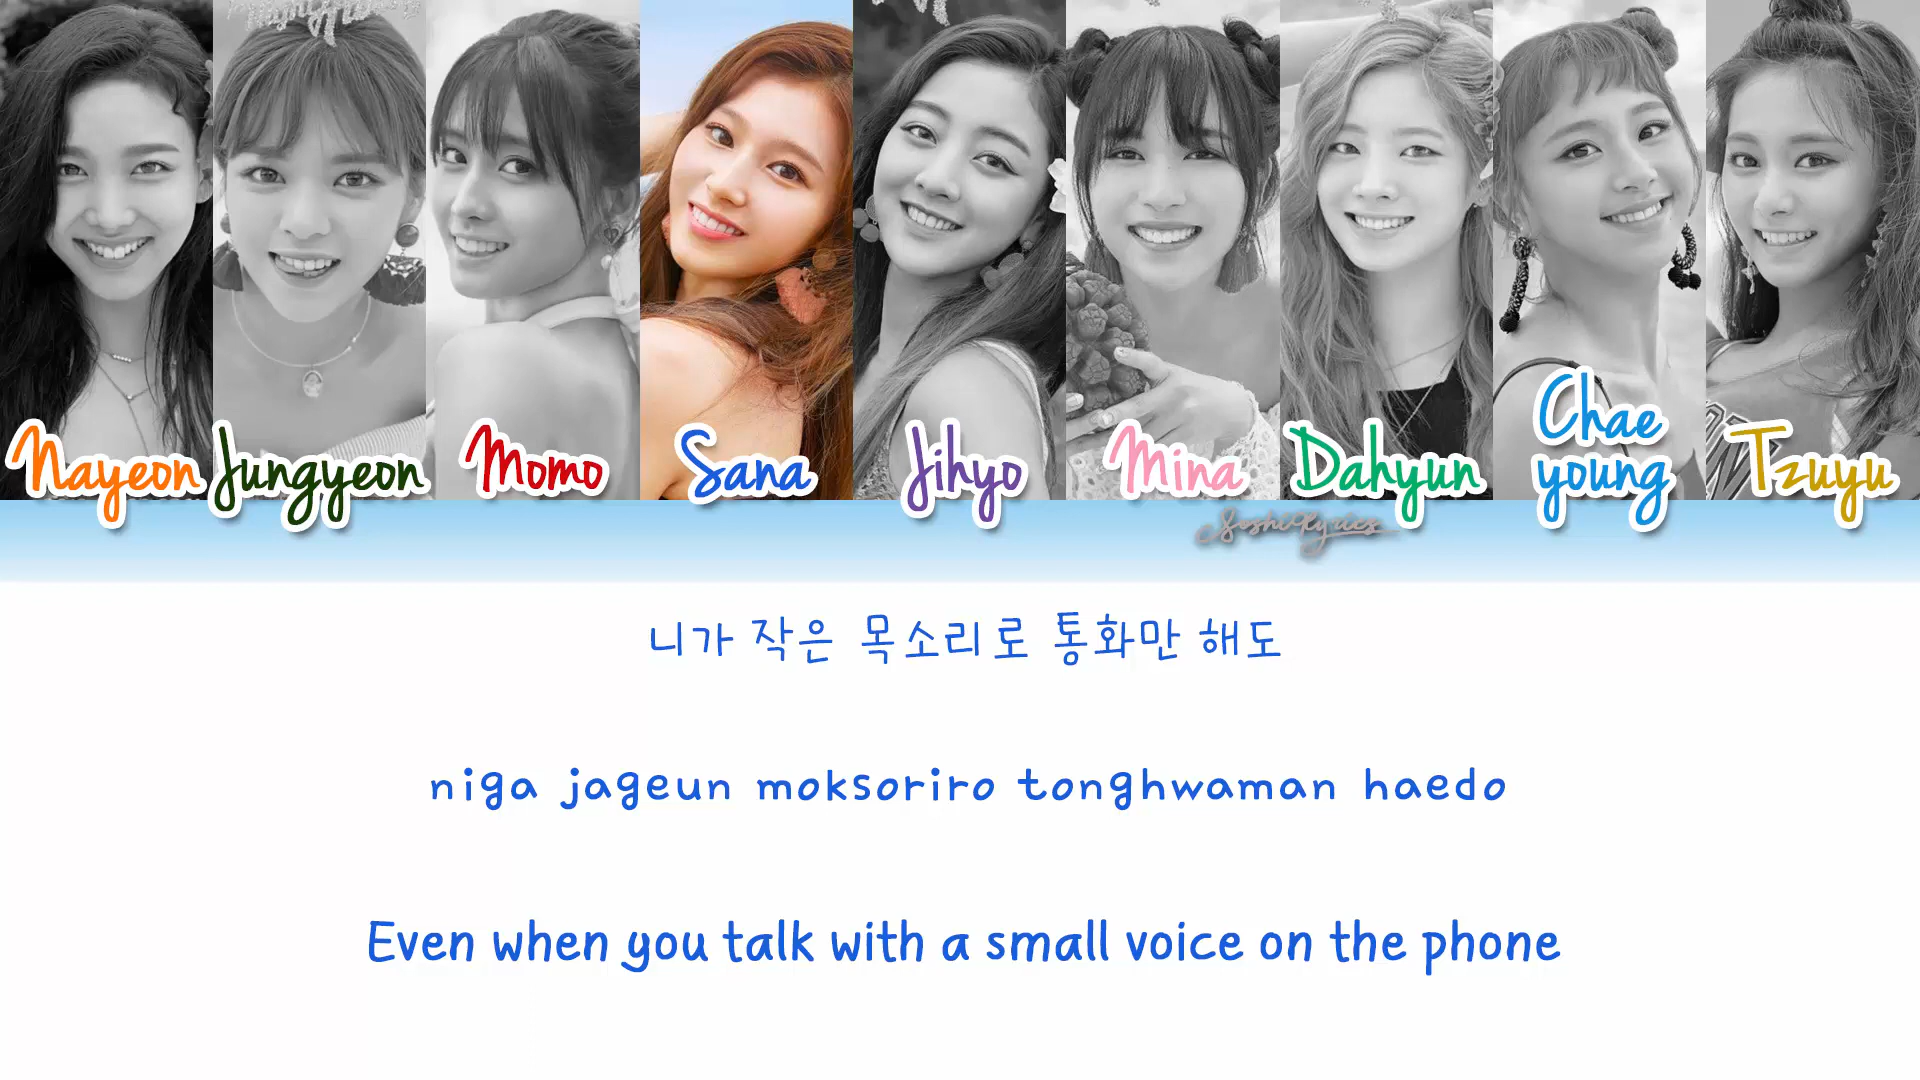 Nayeon
Jungyeon
Momo
Sana
Jihyo
Mina
Dahyun
Chae
young
Tzuyu
니가 작은 목소리로 통화만 해도
niga jageun moksoriro tonghwaman haedo
Even when you talk with a small voice on the phone